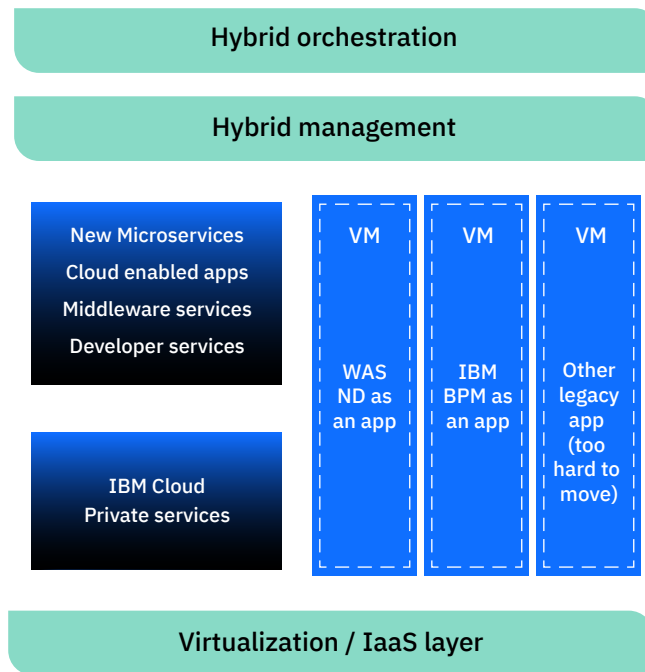 Hybrid orchestration
Hybrid management
New Microservices
Cloud enabled apps
Middleware services
Developer services
IBM Cloud
Private services
VM
WAS
ND as
an app
VM
IBM
BPM as
an app
VM
Other
legacy
app
(too
hard to
move)
Virtualization / IaaS layer